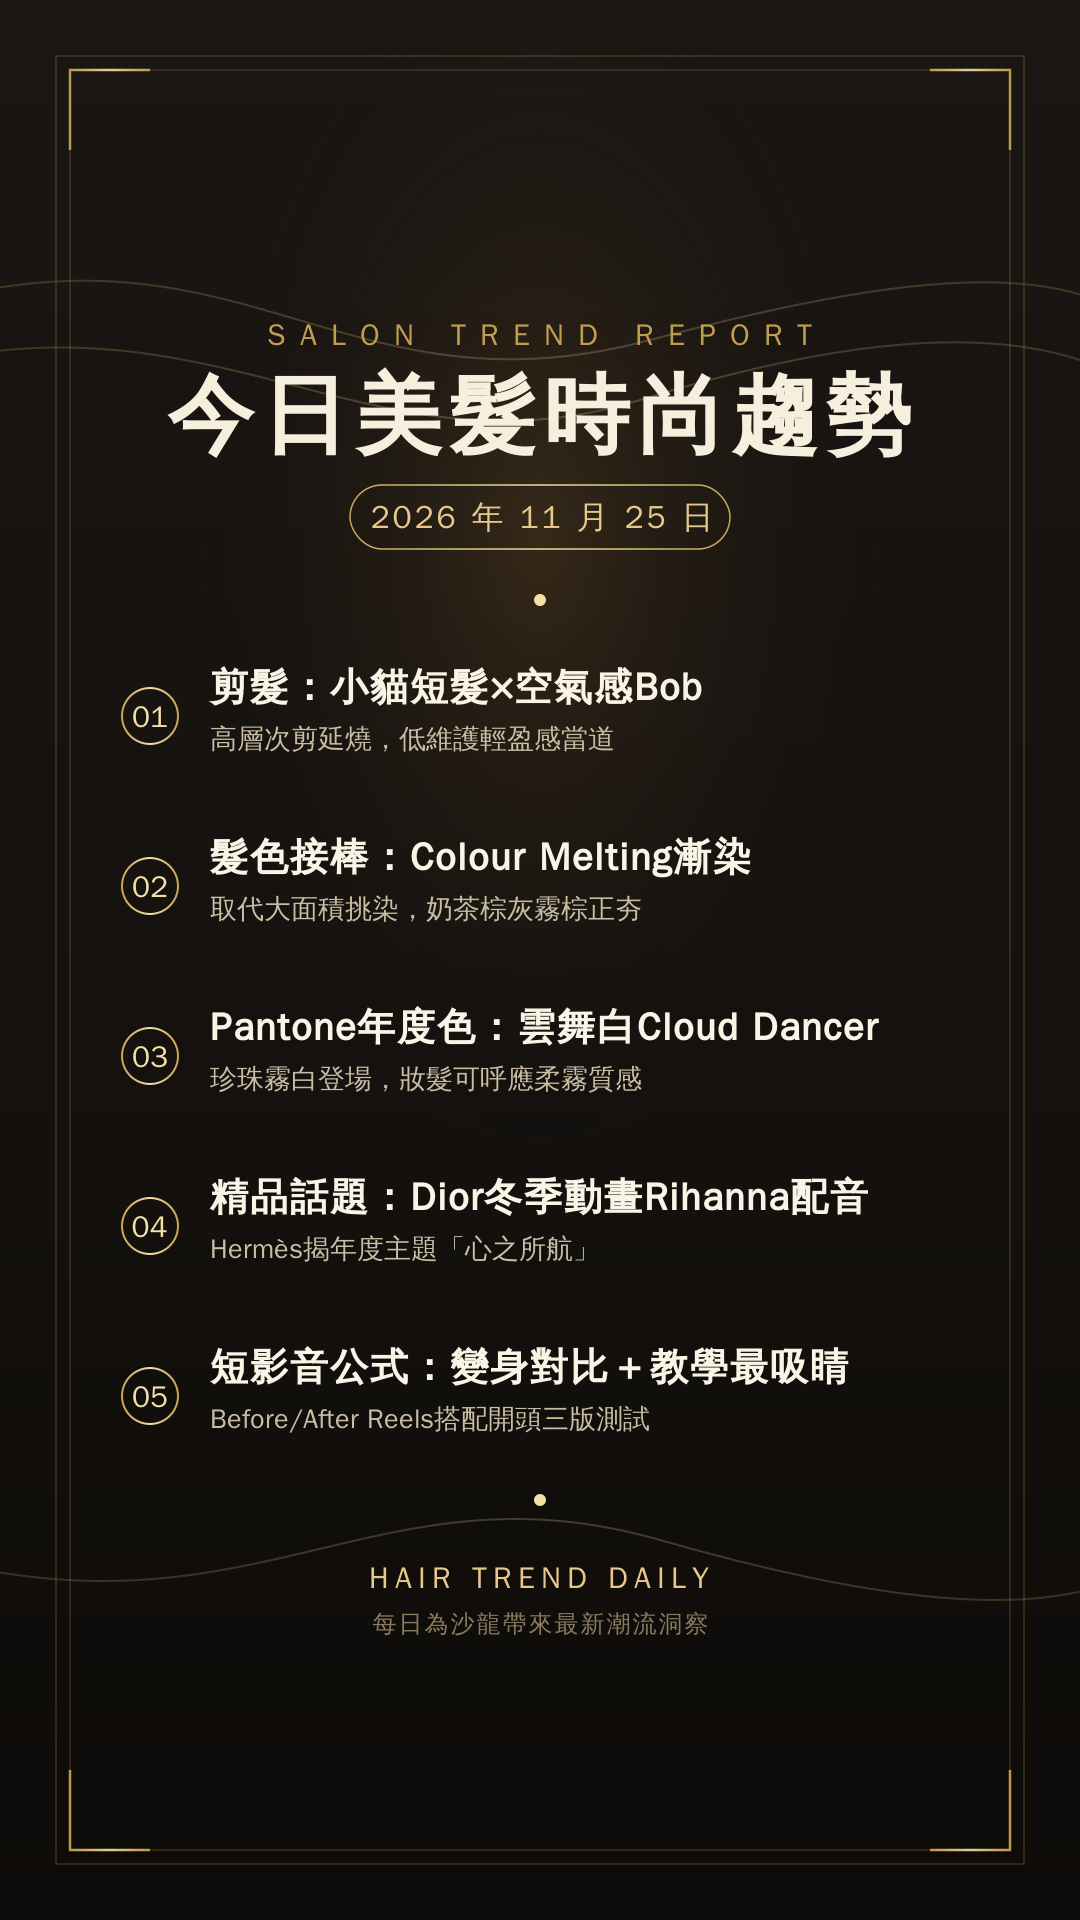 SALON TREND REPORT
今日美髮時尚趨勢
2026 年 11 月 25 日
01
剪髮：小貓短髮×空氣感Bob
高層次剪延燒，低維護輕盈感當道
02
髮色接棒：Colour Melting漸染
取代大面積挑染，奶茶棕灰霧棕正夯
03
Pantone年度色：雲舞白Cloud Dancer
珍珠霧白登場，妝髮可呼應柔霧質感
04
精品話題：Dior冬季動畫Rihanna配音
Hermès揭年度主題「心之所航」
05
短影音公式：變身對比＋教學最吸睛
Before/After Reels搭配開頭三版測試
HAIR TREND DAILY
每日為沙龍帶來最新潮流洞察